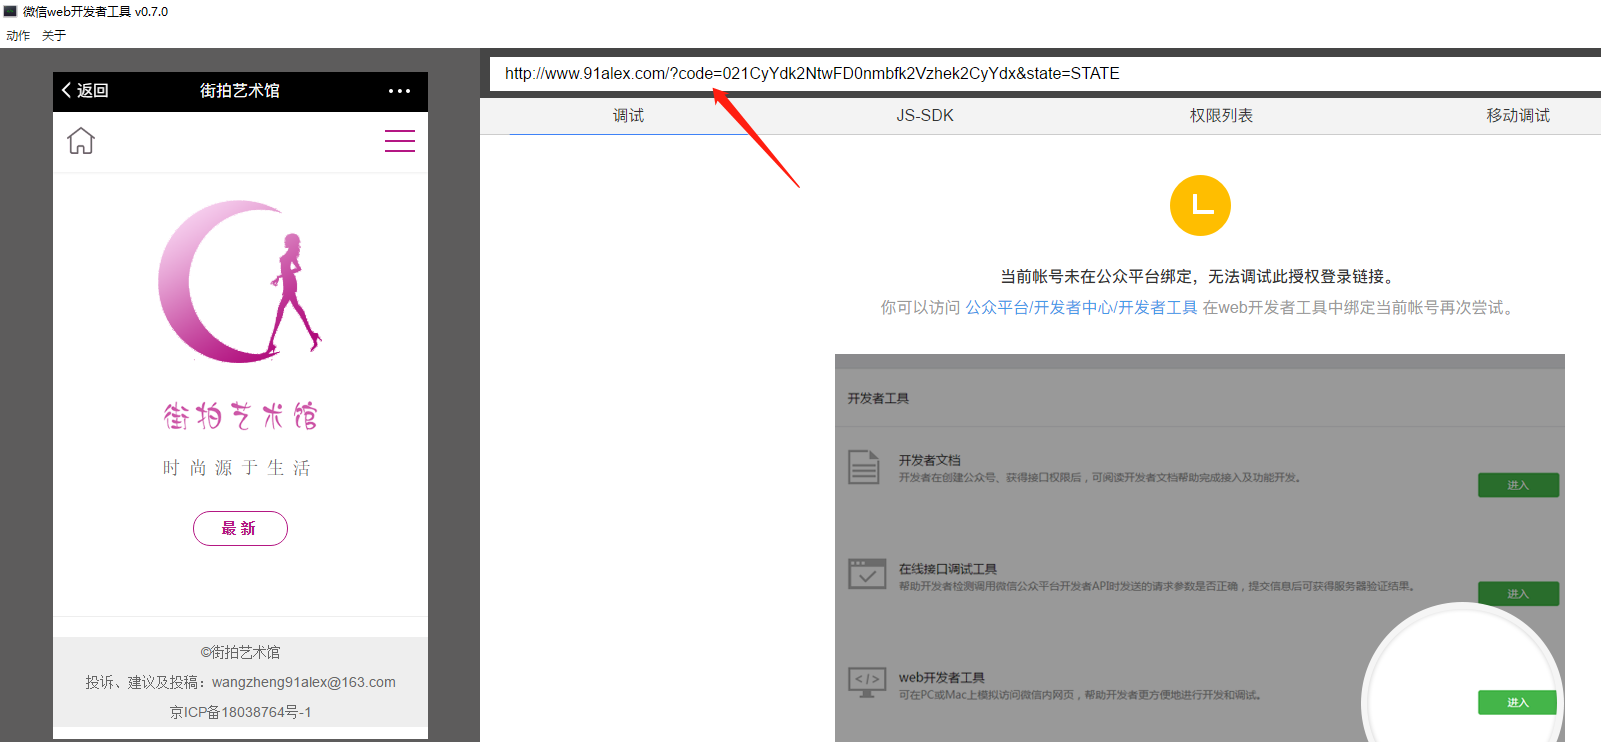 微信web开发者工具 v0.7.0
动作 关于
返回 街拍艺术馆
街拍艺术馆
时尚源于生活
最新
©街拍艺术馆
投诉、建议及投稿：wangzheng91alex@163.com
京ICP备18038764号-1
http://www.91alex.com/?code=021CyYdk2NtwFD0nmbfk2Vzhek2CyYdx&state=STATE
调试 JS-SDK 权限列表 移动调试
当前帐号未在公众平台绑定，无法调试此授权登录链接。
你可以访问 公众平台/开发者中心/开发者工具 在web开发者工具中绑定当前帐号再次尝试。
开发者工具
开发者文档
开发者在创建公众号、获得接口权限后，可阅读开发者文档帮助完成接入及功能开发。
进入
在线接口调试工具
帮助开发者检测调用微信公众平台开发者API时发送的请求参数是否正确，提交信息后可获得服务器验证结果。
进入
web开发者工具
可在PC或Mac上模拟访问微信内网页，帮助开发者更方便地进行开发和调试。
进入